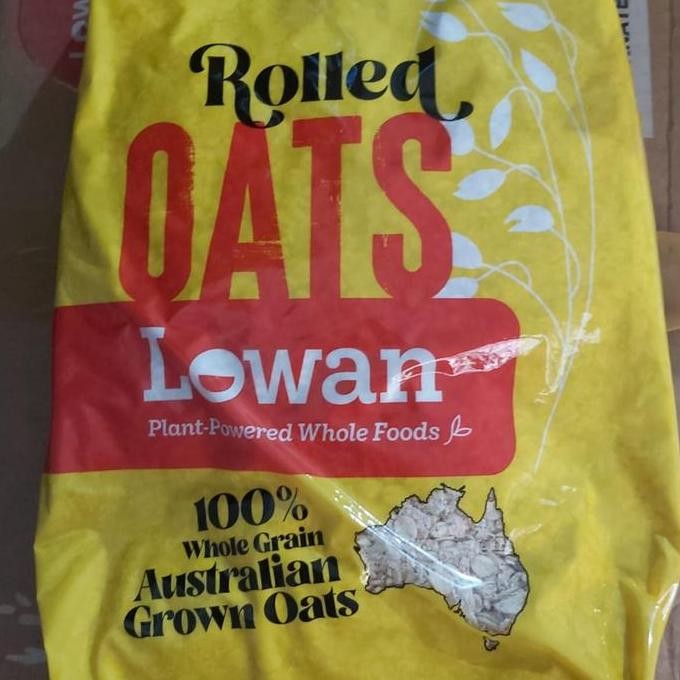 Rolled
OATS
Lowan
Plant-Powered Whole Foods
100%
Whole Grain
Australian
Grown Oats